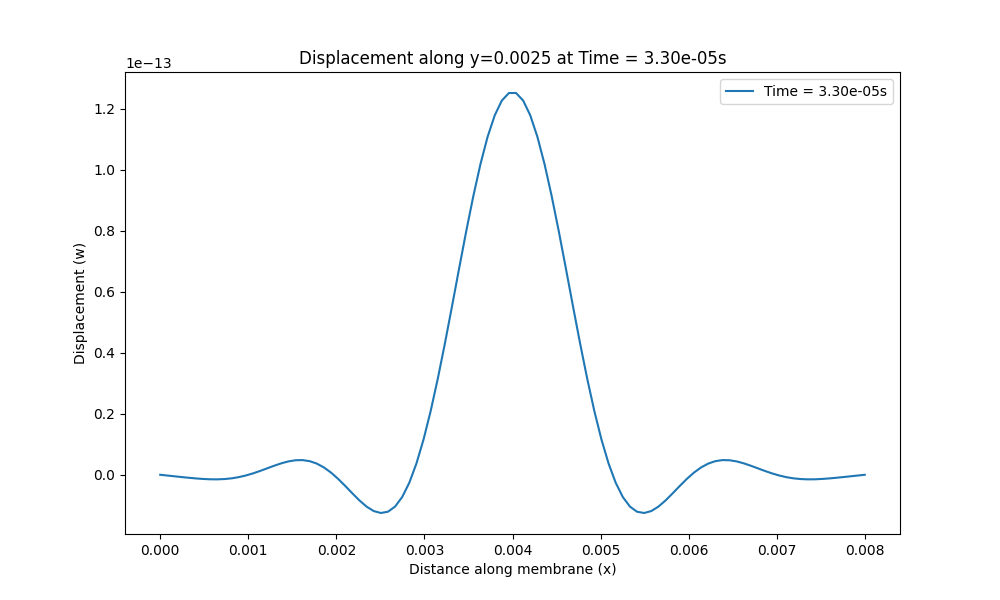 Displacement along y=0.0025 at Time = 3.30e-05s
1e−13
Time = 3.30e-05s
1.2
1.0
0.8
0.6
0.4
0.2
0.0
Displacement (w)
0.000 0.001 0.002 0.003 0.004 0.005 0.006 0.007 0.008
Distance along membrane (x)